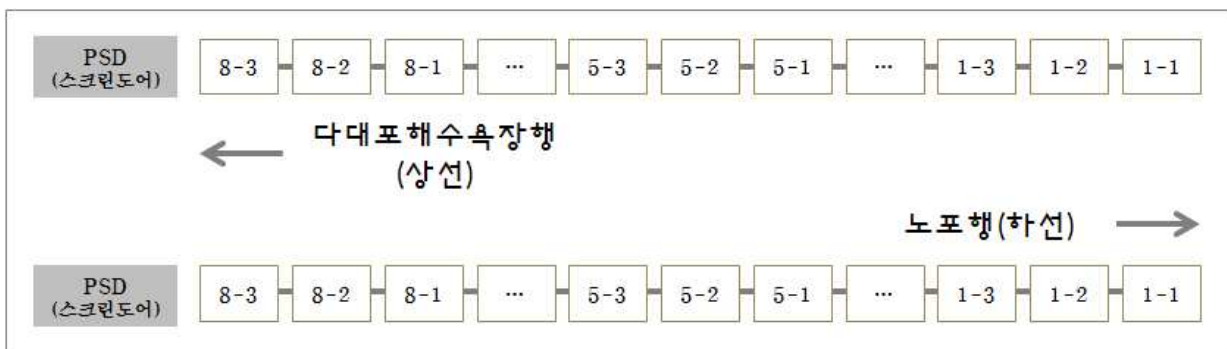 PSD 8-3 8-2 8-1 ··· 5-3 5-2 5-1 ··· 1-3 1-2 1-1
(스크린도어)
다대포해수욕장행
(상선)
노포행(하선)
PSD 8-3 8-2 8-1 ··· 5-3 5-2 5-1 ··· 1-3 1-2 1-1
(스크린도어)